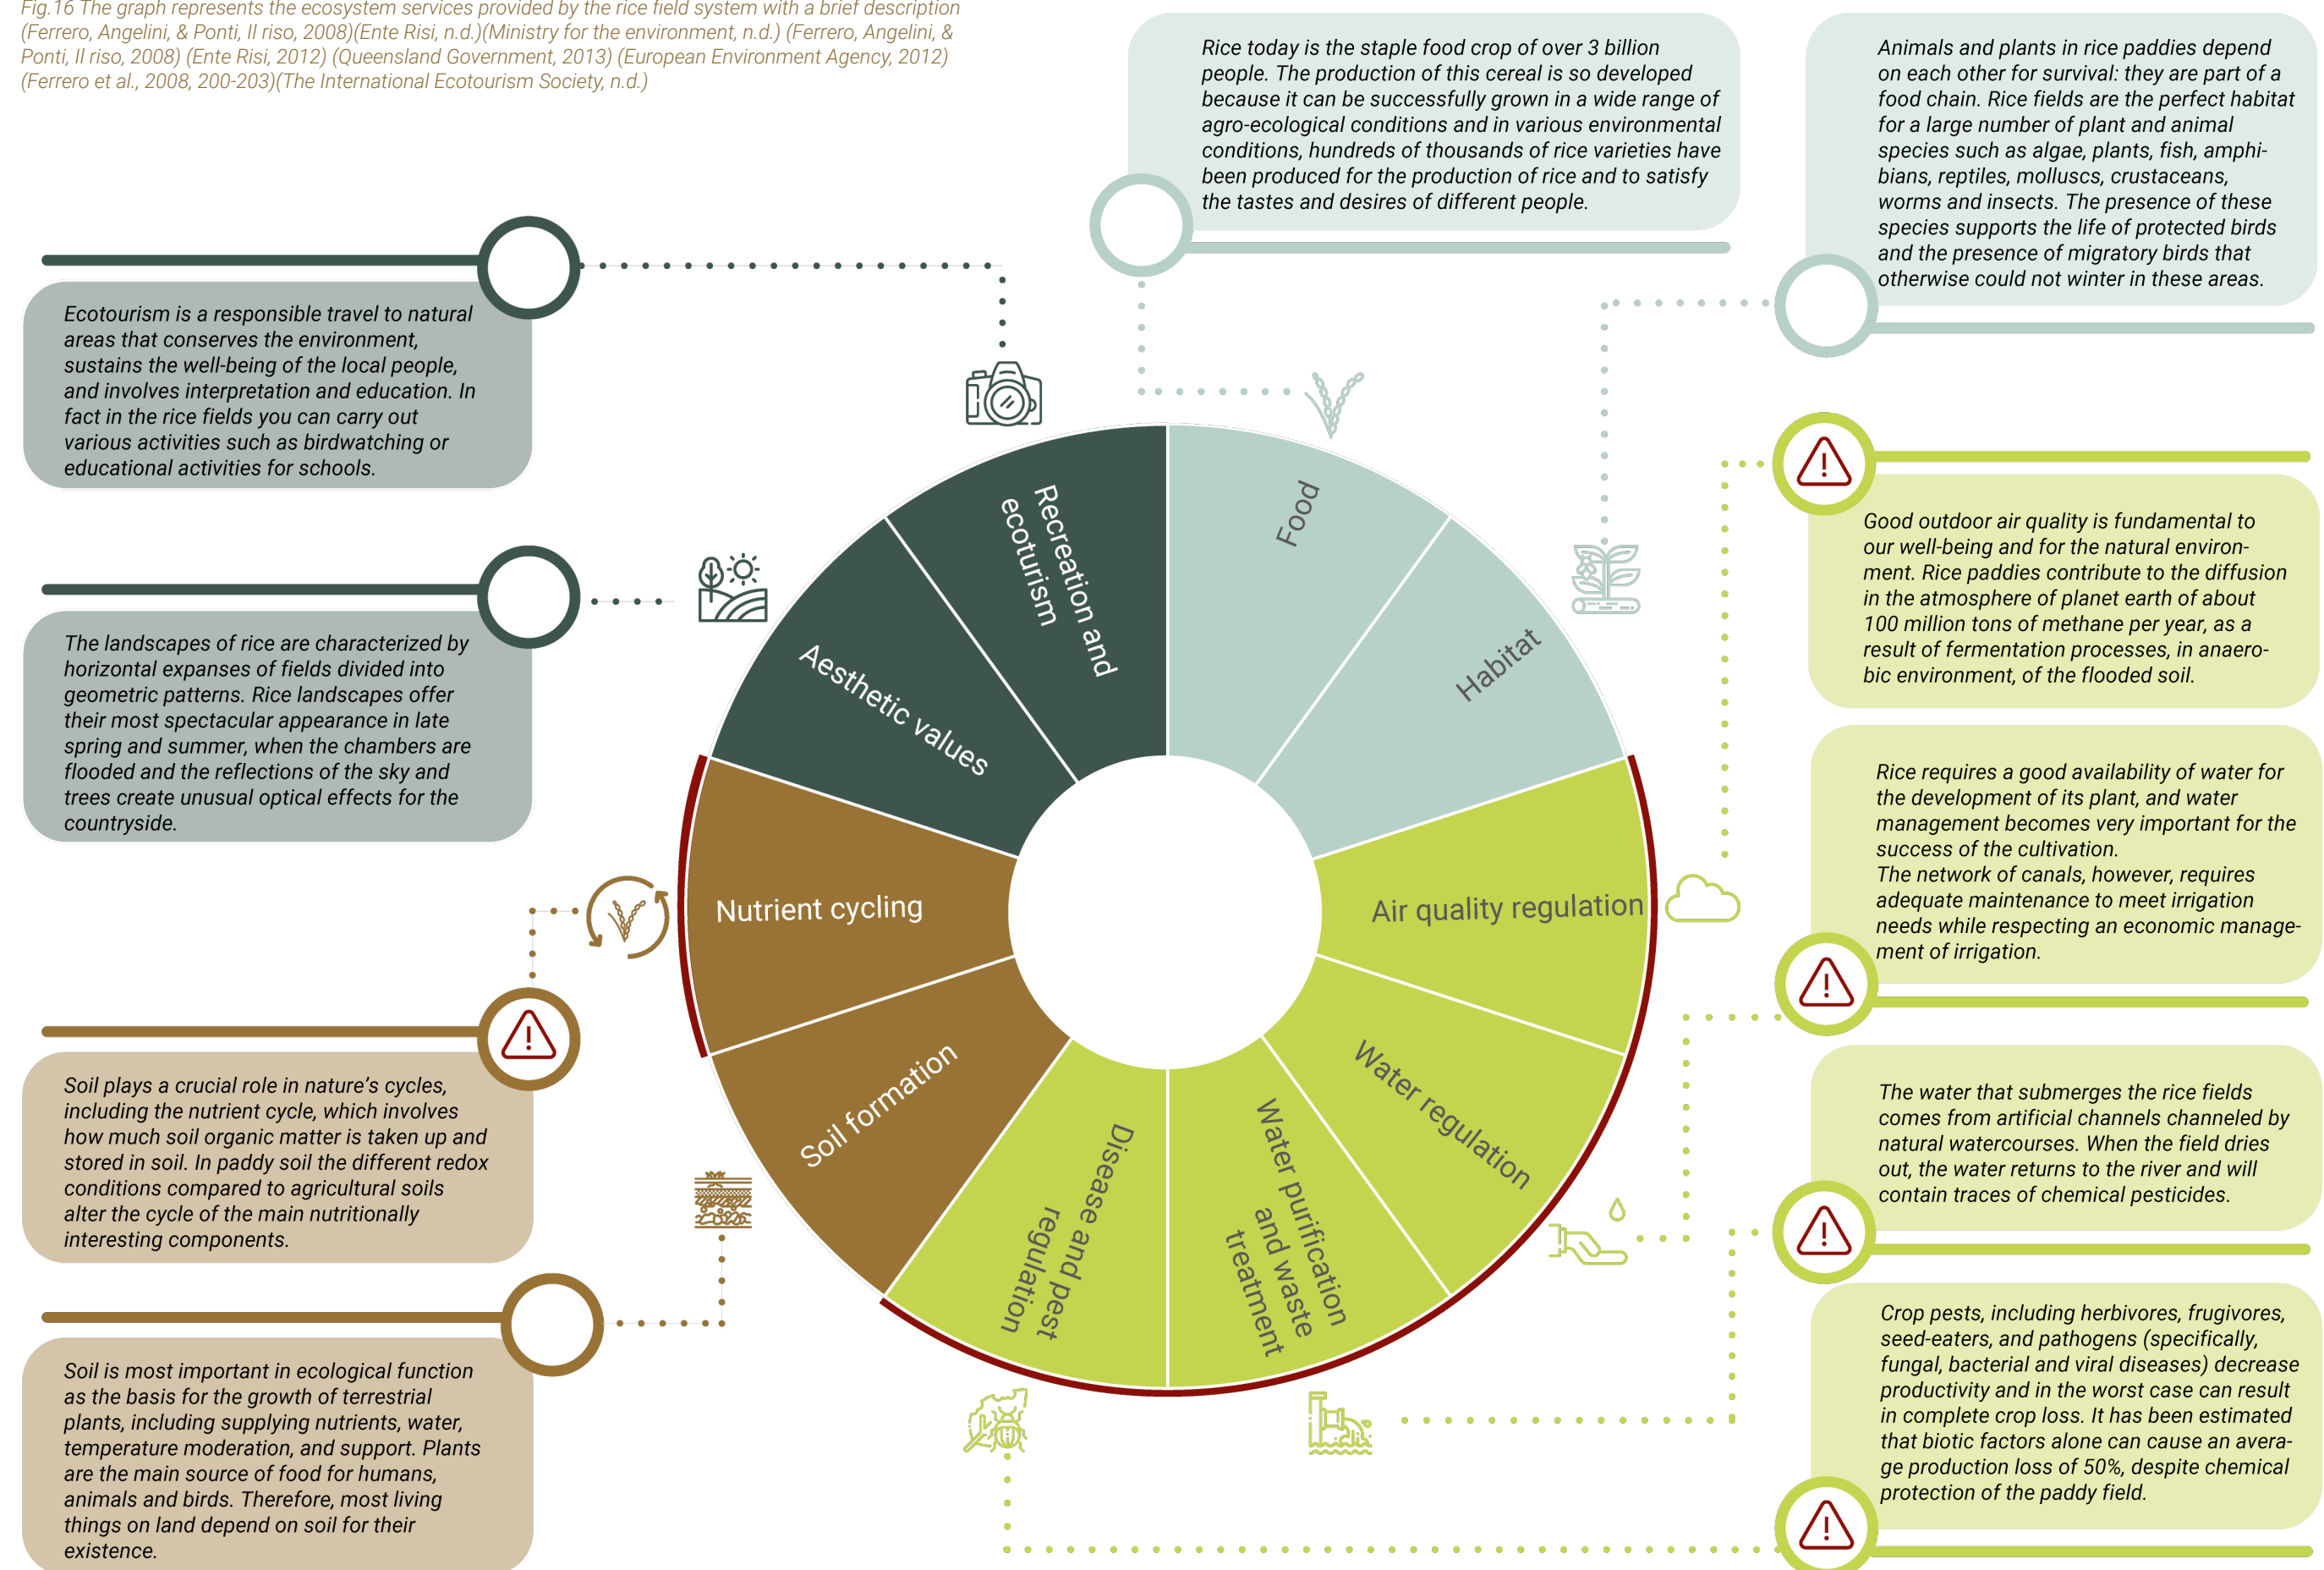 Fig.16 The graph represents the ecosystem services provided by the rice field system with a brief description
(Ferrero, Angelini, & Ponti, Il riso, 2008)(Ente Risi, n.d.)(Ministry for the environment, n.d.) (Ferrero, Angelini, &
Ponti, Il riso, 2008) (Ente Risi, 2012) (Queensland Government, 2013) (European Environment Agency, 2012)
(Ferrero et al., 2008, 200-203)(The International Ecotourism Society, n.d.)
Rice today is the staple food crop of over 3 billion
people. The production of this cereal is so developed
because it can be successfully grown in a wide range of
agro-ecological conditions and in various environmental
conditions, hundreds of thousands of rice varieties have
been produced for the production of rice and to satisfy
the tastes and desires of different people.
Animals and plants in rice paddies depend
on each other for survival: they are part of a
food chain. Rice fields are the perfect habitat
for a large number of plant and animal
species such as algae, plants, fish, amphi-
bians, reptiles, molluscs, crustaceans,
worms and insects. The presence of these
species supports the life of protected birds
and the presence of migratory birds that
otherwise could not winter in these areas.
Ecotourism is a responsible travel to natural
areas that conserves the environment,
sustains the well-being of the local people,
and involves interpretation and education. In
fact in the rice fields you can carry out
various activities such as birdwatching or
educational activities for schools.
The landscapes of rice are characterized by
horizontal expanses of fields divided into
geometric patterns. Rice landscapes offer
their most spectacular appearance in late
spring and summer, when the chambers are
flooded and the reflections of the sky and
trees create unusual optical effects for the
countryside.
Soil plays a crucial role in nature's cycles,
including the nutrient cycle, which involves
how much soil organic matter is taken up and
stored in soil. In paddy soil the different redox
conditions compared to agricultural soils
alter the cycle of the main nutritionally
interesting components.
Soil is most important in ecological function
as the basis for the growth of terrestrial
plants, including supplying nutrients, water,
temperature moderation, and support. Plants
are the main source of food for humans,
animals and birds. Therefore, most living
things on land depend on soil for their
existence.
Recreation and
ecoturism
Food
Aesthetic values
Habitat
Nutrient cycling
Air quality regulation
Soil formation
Water regulation
Disease and pest
regulation
Water purification
and waste
treatment
Good outdoor air quality is fundamental to
our well-being and for the natural environ-
ment. Rice paddies contribute to the diffusion
in the atmosphere of planet earth of about
100 million tons of methane per year, as a
result of fermentation processes, in anaero-
bic environment, of the flooded soil.
Rice requires a good availability of water for
the development of its plant, and water
management becomes very important for the
success of the cultivation.
The network of canals, however, requires
adequate maintenance to meet irrigation
needs while respecting an economic manage-
ment of irrigation.
The water that submerges the rice fields
comes from artificial channels channeled by
natural watercourses. When the field dries
out, the water returns to the river and will
contain traces of chemical pesticides.
Crop pests, including herbivores, frugivores,
seed-eaters, and pathogens (specifically,
fungal, bacterial and viral diseases) decrease
productivity and in the worst case can result
in complete crop loss. It has been estimated
that biotic factors alone can cause an avera-
ge production loss of 50%, despite chemical
protection of the paddy field.